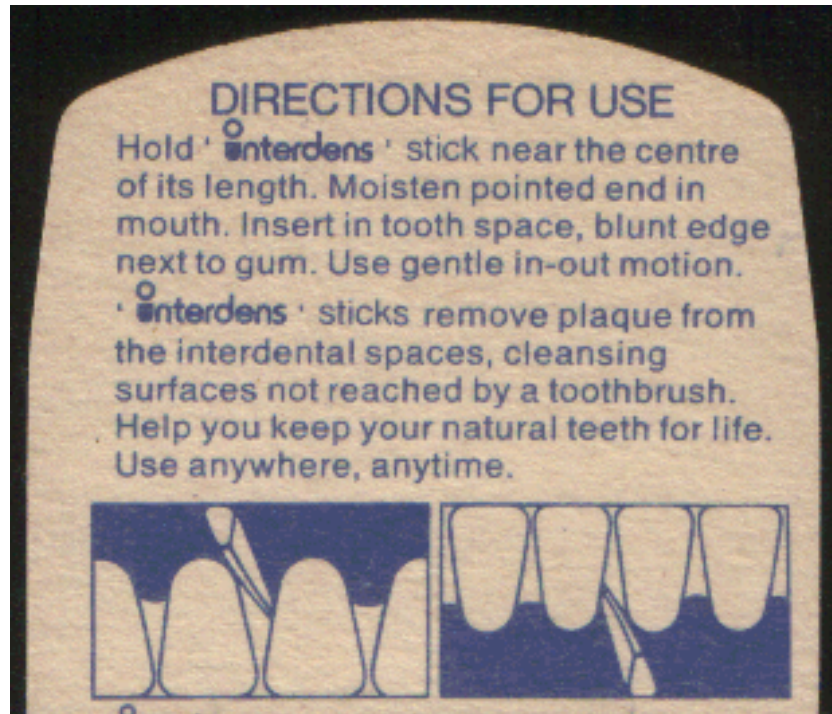 DIRECTIONS FOR USE
Hold ' interdens ' stick near the centre
of its length. Moisten pointed end in
mouth. Insert in tooth space, blunt edge
next to gum. Use gentle in-out motion.
' interdens ' sticks remove plaque from
the interdental spaces, cleansing
surfaces not reached by a toothbrush.
Help you keep your natural teeth for life.
Use anywhere, anytime.